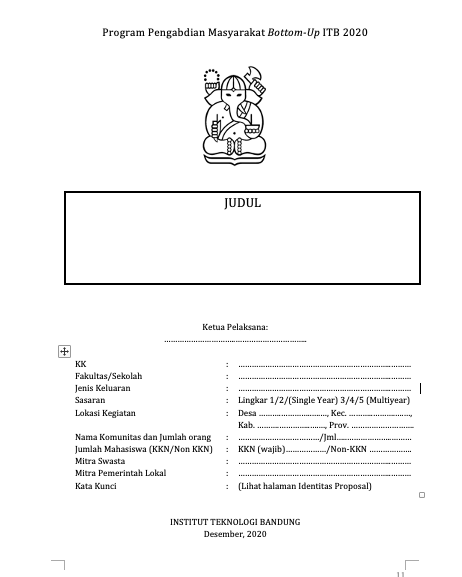 Program Pengabdian Masyarakat Bottom-Up ITB 2020
JUDUL
Ketua Pelaksana:
……………………………………………………
KK : ………………………………………………………
Fakultas/Sekolah : ………………………………………………………
Jenis Keluaran : ………………………………………………………
Sasaran : Lingkar 1/2/(Single Year) 3/4/5 (Multiyear)
Lokasi Kegiatan : Desa …………………….., Kec. …………………..,
Kab. ……………………., Prov. …………………..
Nama Komunitas dan Jumlah orang : …………………………/Jml………………………
Jumlah Mahasiswa (KKN/Non KKN) : KKN (wajib)……………/Non-KKN ……………
Mitra Swasta : ………………………………………………………
Mitra Pemerintah Lokal : ………………………………………………………
Kata Kunci : (Lihat halaman Identitas Proposal)
INSTITUT TEKNOLOGI BANDUNG
Desember, 2020